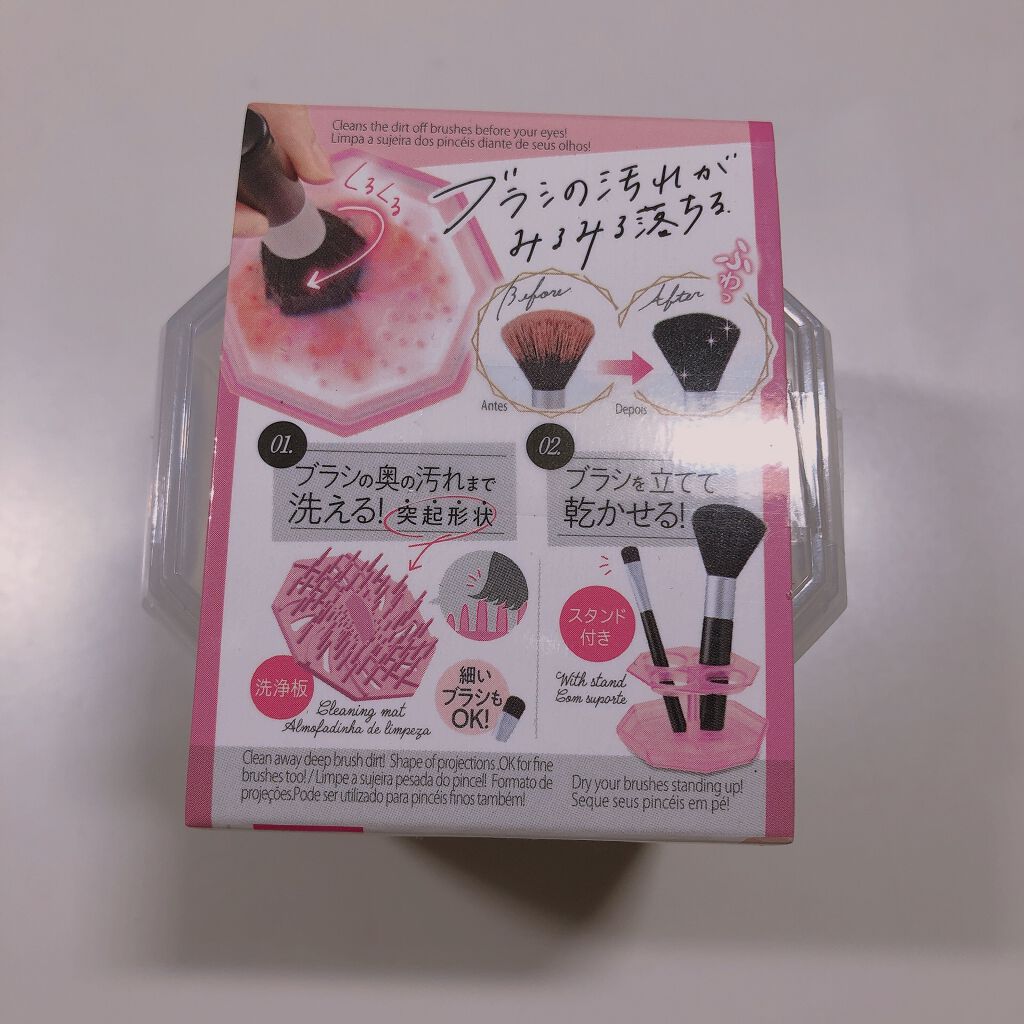 Cleans the dirt off brushes before your eyes!
Limpa a sujeira dos pincéis diante de seus olhos!
くるくる
ブラシの汚れが
みるみる落ちる.
ふわっ
Before
After
Antes
Depois
01.
ブラシの奥の汚れまで
洗える!突起形状
02.
ブラシを立てて
乾かせる!
洗浄板
Cleaning mat
Almofadinha de limpeza
細い
ブラシも
OK!
スタンド
付き
With stand
Com suporte
Clean away deep brush dirt! Shape of projections .OK for fine
brushes too! / Limpe a sujeira pesada do pincel! Formato de
projeções.Pode ser utilizado para pincéis finos também!
Dry your brushes standing up!
Seque seus pincéis em pé!